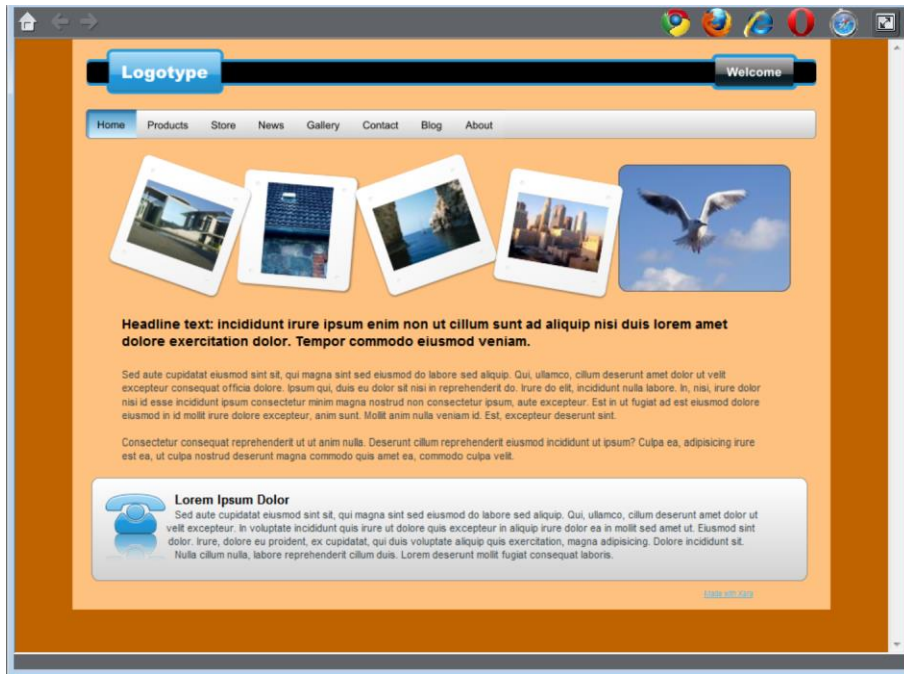 Logotype
Welcome
Home Products Store News Gallery Contact Blog About
Headline text: incididunt irure ipsum enim non ut cillum sunt ad aliquip nisi duis lorem amet
dolore exercitation dolor. Tempor commodo eiusmod veniam.
Sed aute cupidatat eiusmod sint sit, qui magna sint sed eiusmod do labore sed aliquip. Qui, ullamco, cillum deserunt amet dolor ut velit
excepteur consequat officia dolore. Ipsum qui, duis eu dolor sit nisi in reprehenderit do. Irure do elit, incididunt nulla labore. In, nisi, irure dolor
nisi id esse incididunt ipsum consectetur minim magna nostrud non consectetur ipsum, aute excepteur. Est in ut fugiat ad est eiusmod dolore
eiusmod in id mollit irure dolore excepteur, anim sunt. Mollit anim nulla veniam id. Est, excepteur deserunt sint.
Consectetur consequat reprehenderit ut ut anim nulla. Deserunt cillum reprehenderit eiusmod incididunt ut ipsum? Culpa ea, adipisicing irure
est ea, ut culpa nostrud deserunt magna commodo quis amet ea, commodo culpa velit.
Lorem Ipsum Dolor
Sed aute cupidatat eiusmod sint sit, qui magna sint sed eiusmod do labore sed aliquip. Qui, ullamco, cillum deserunt amet dolor ut
velit excepteur. In voluptate incididunt quis irure ut dolore quis excepteur in aliquip irure dolor ea in mollit sed amet ut. Eiusmod sint
dolor. Irure, dolore eu proident, ex cupidatat, qui duis voluptate aliquip quis exercitation, magna adipisicing. Dolore incididunt sit.
Nulla cillum nulla, labore reprehenderit cillum duis. Lorem deserunt mollit fugiat consequat laboris.
Made with Xara